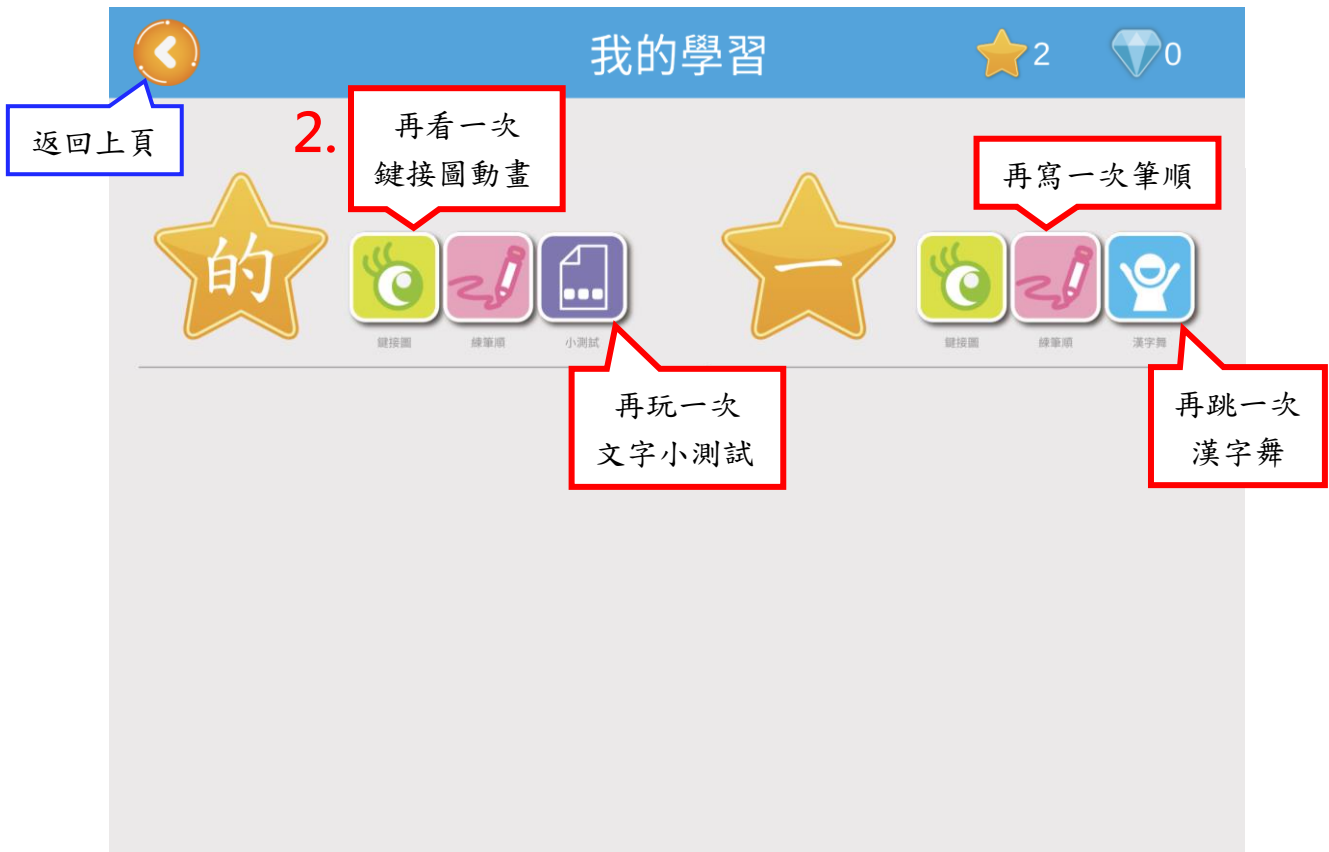 我的學習
2
0
返回上頁
2.
再看一次
鍵接圖動畫
再寫一次筆順
的
一
鍵接圖
練筆順
小測試
鍵接圖
練筆順
漢字舞
再玩一次
文字小測試
再跳一次
漢字舞